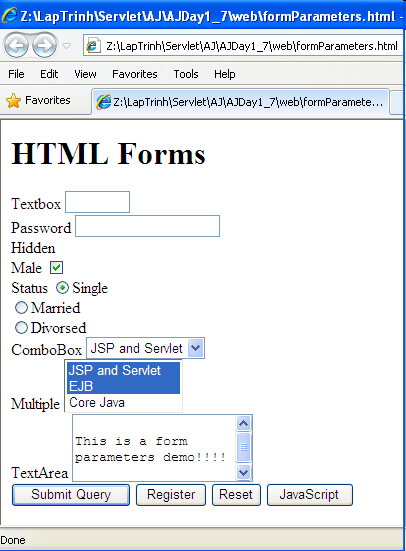 Z:\LapTrinh\Servlet\AJ\AJDay1_7\web\formParameters.html -
Z:\LapTrinh\Servlet\AJ\AJDay1_7\web\formParameters.html
File Edit View Favorites Tools Help
Favorites Z:\LapTrinh\Servlet\AJ\AJDay1_7\web\formParamete...
HTML Forms
Textbox
Password
Hidden
Male
Status Single
Married
Divorsed
ComboBox JSP and Servlet
JSP and Servlet
EJB
Multiple Core Java
This is a form
parameters demo!!!!
TextArea
Submit Query Register Reset JavaScript
Done